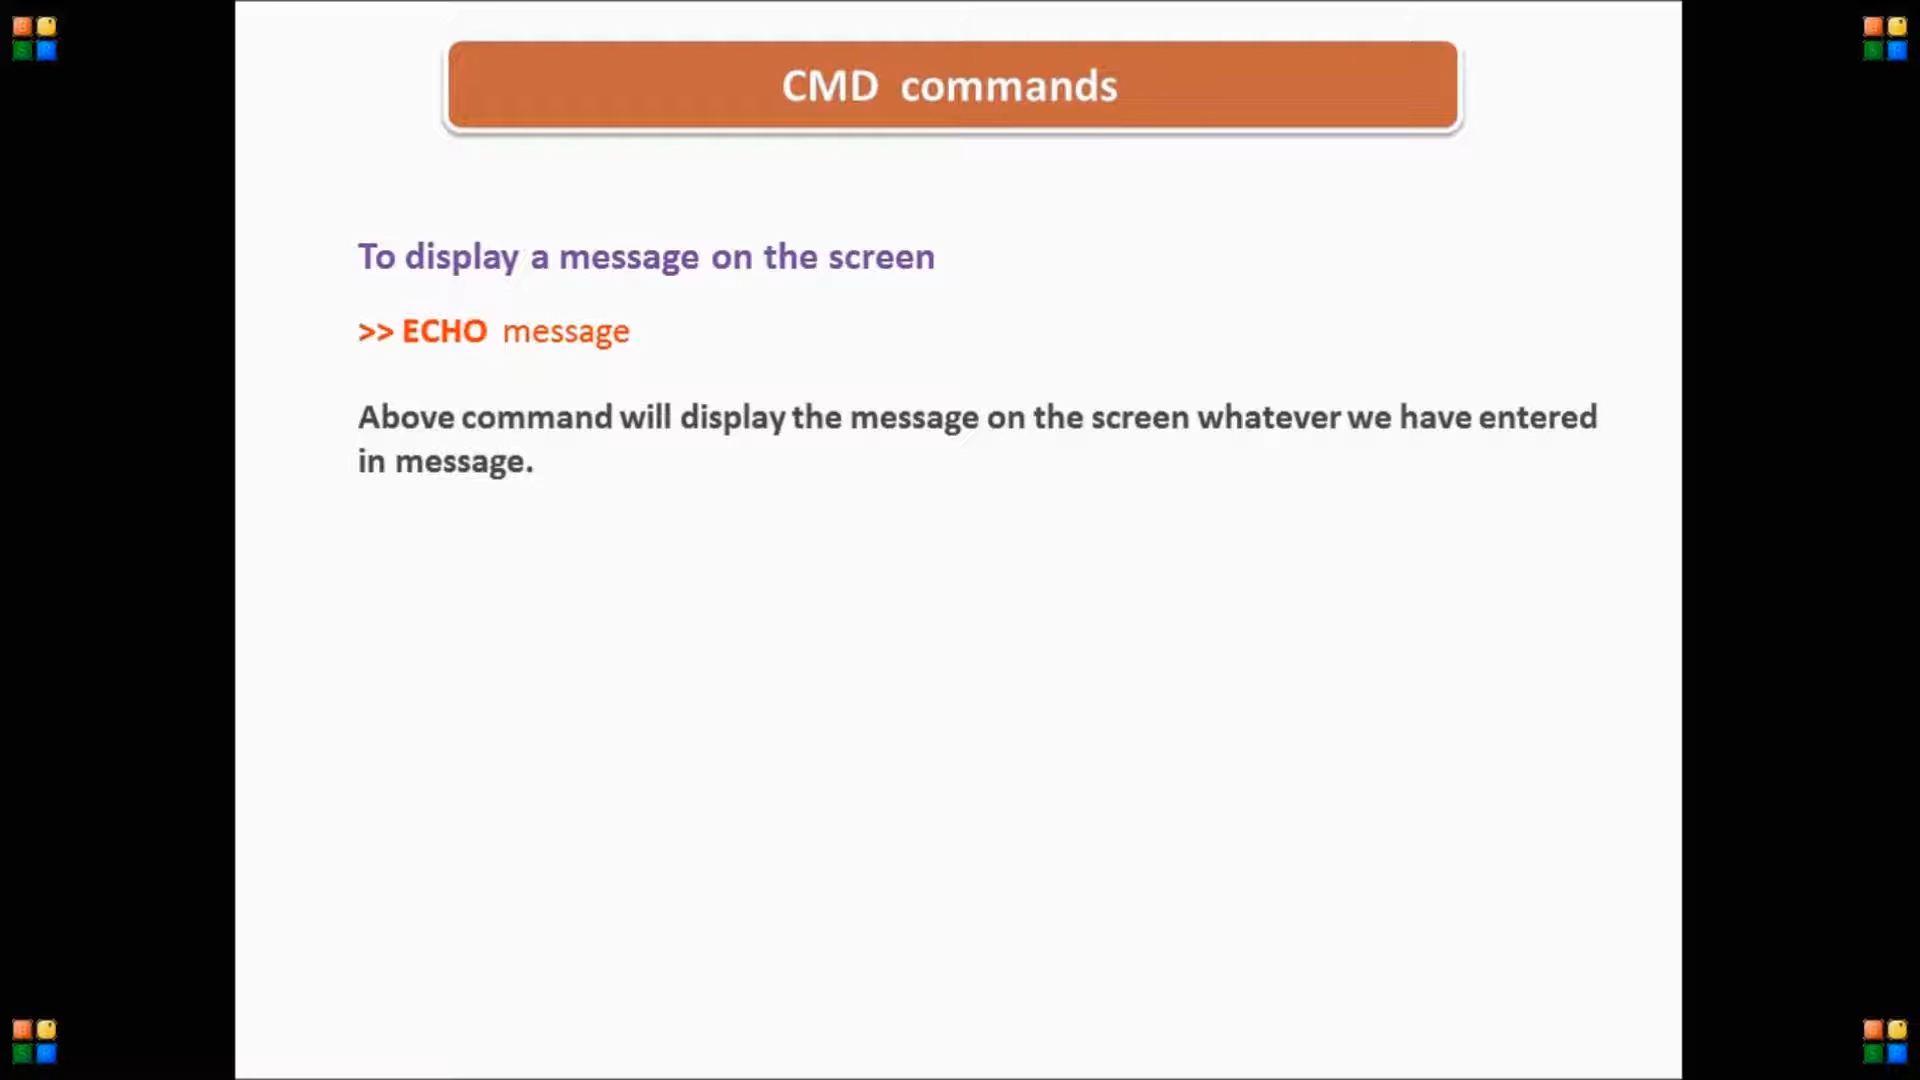 CMD commands
To display a message on the screen
>> ECHO message
Above command will display the message on the screen whatever we have entered
in message.